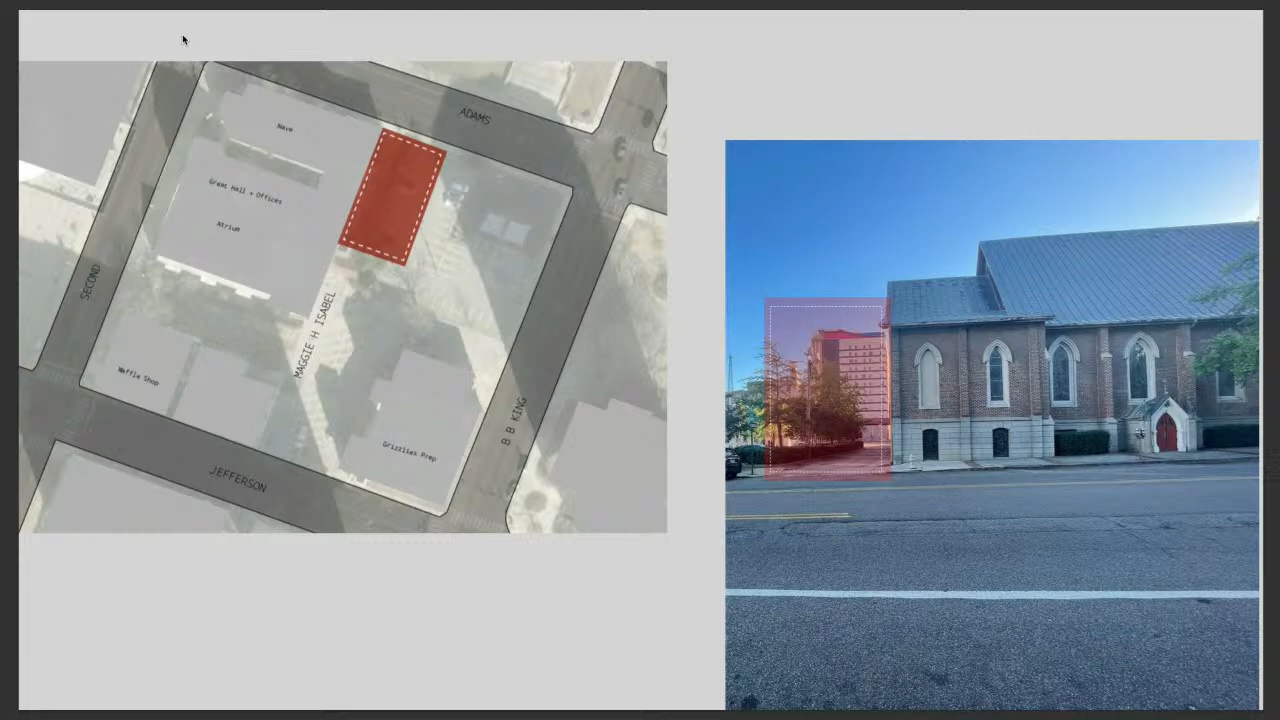 ADAMS
Nave
Great Hall + Offices
Atrium
SECOND
MAGGIE H ISABEL
Waffle Shop
B B KING
Grizzlies Prep
JEFFERSON